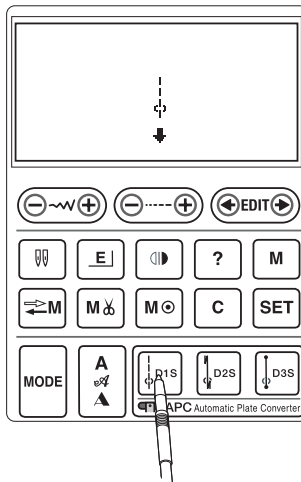 EDIT
E ? M
M M M C SET
MODE A A A D1S D2S D3S
APC Automatic Plate Converter